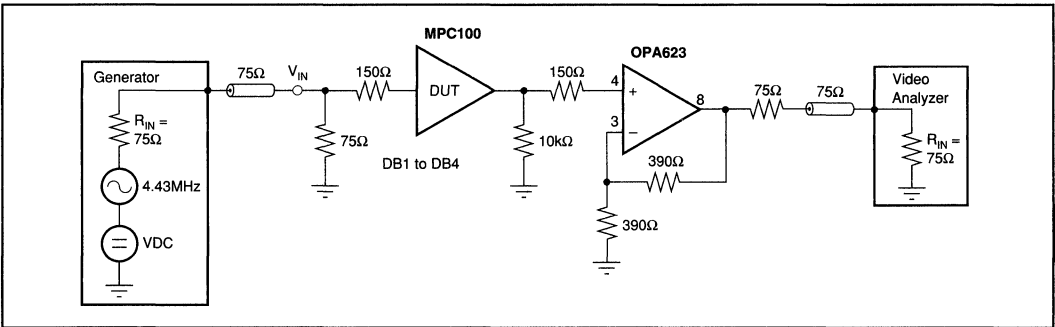 MPC100
OPA623
Generator
75Ω
V_IN
150Ω
DUT
150Ω
4
+
8
75Ω
75Ω
Video
Analyzer
R_IN =
75Ω
75Ω
10kΩ
3
–
R_IN =
75Ω
DB1 to DB4
390Ω
4.43MHz
390Ω
VDC